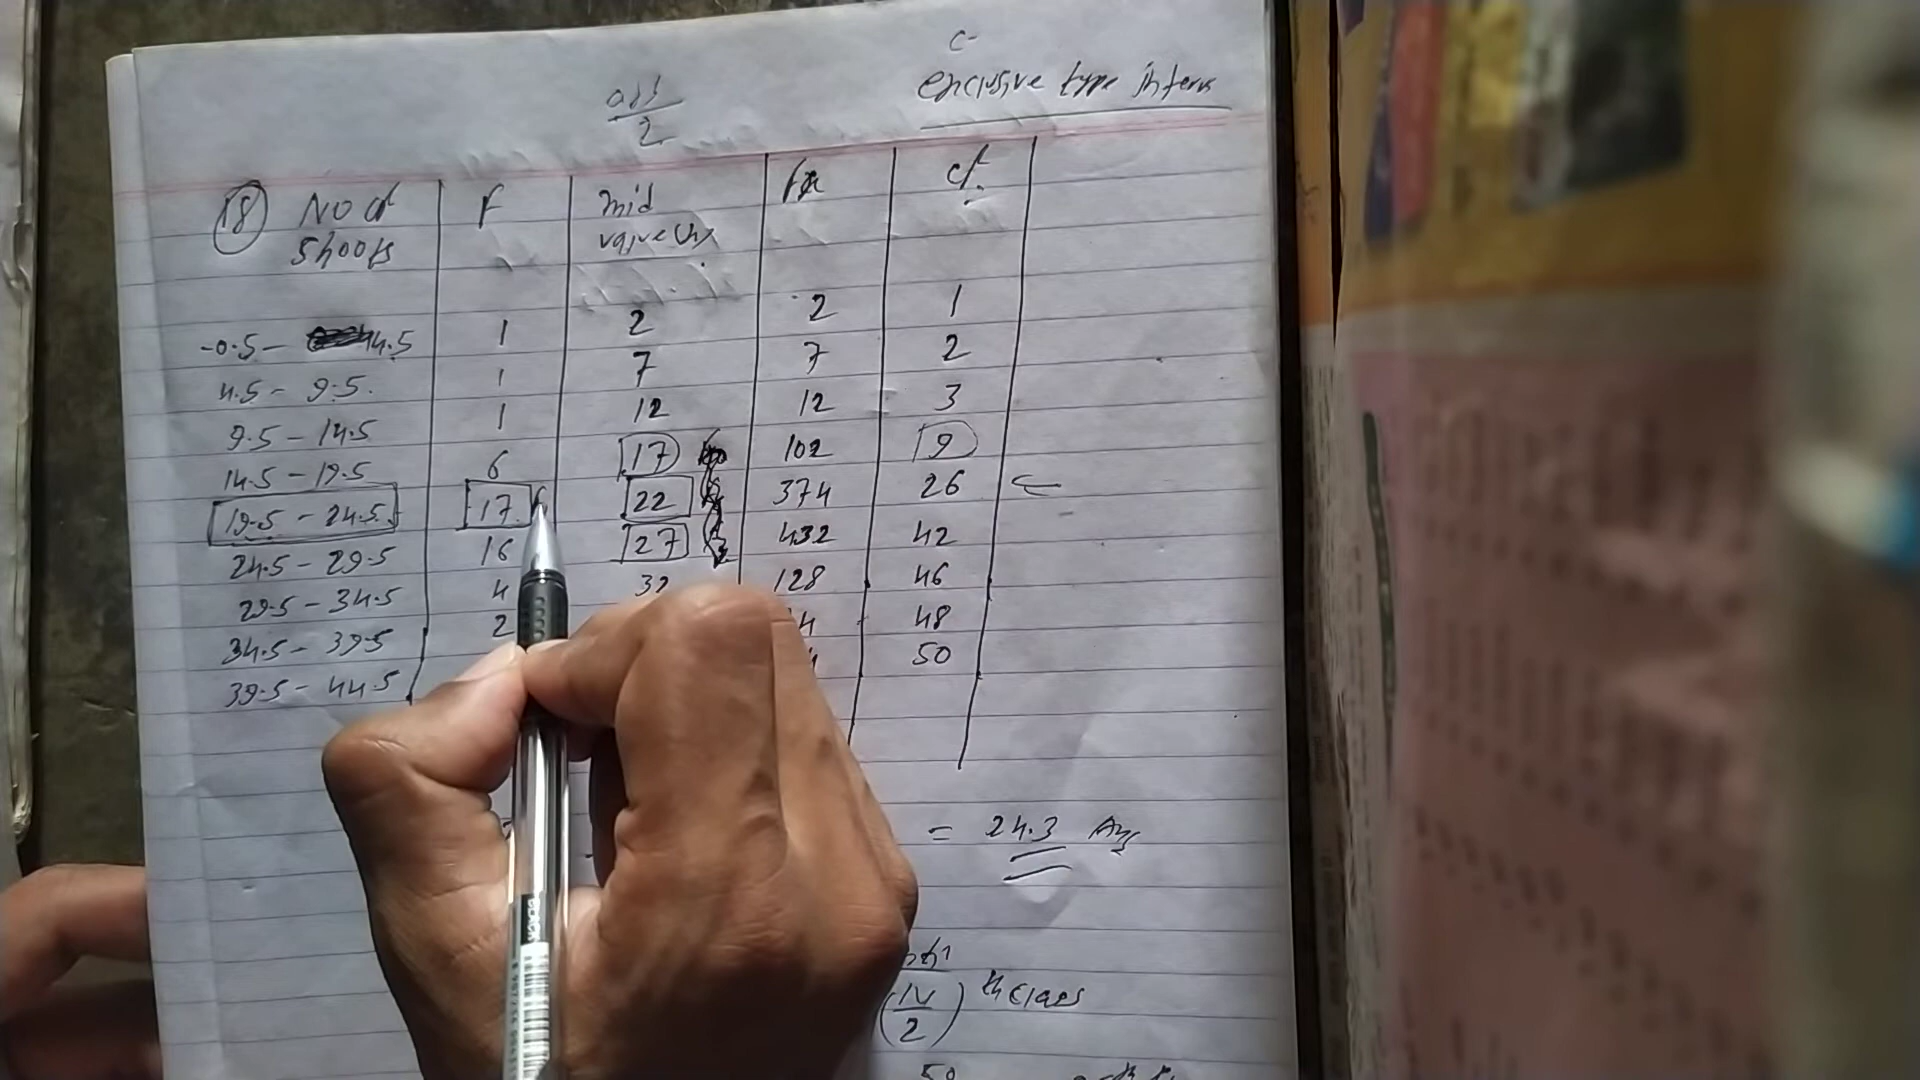 exclusive type
2
18 No of F mid fx cf.
shoots value (x)
-0.5 - 4.5 1 2 2 1
4.5 - 9.5. 1 7 7 2
9.5 - 14.5 1 12 12 3
14.5 - 19.5 6 17 102 9
19.5 - 24.5 17 22 374 26
24.5 - 29.5 16 27 432 42
29.5 - 34.5 4 32 128 46
34.5 - 39.5 2 4 48
39.5 - 44.5 4 50
= 24.3 Ans
(N/2) th class
50